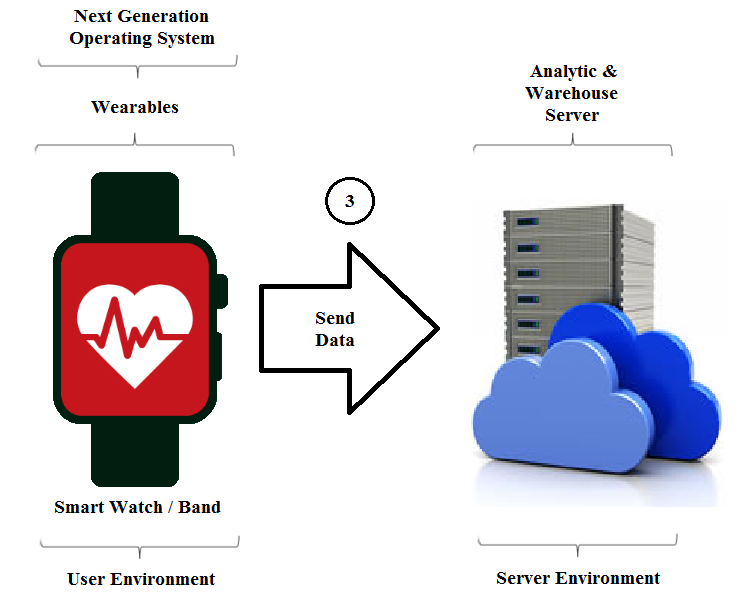 Next Generation
Operating System
Wearables
Smart Watch / Band
User Environment
3
Send
Data
Analytic &
Warehouse
Server
Server Environment